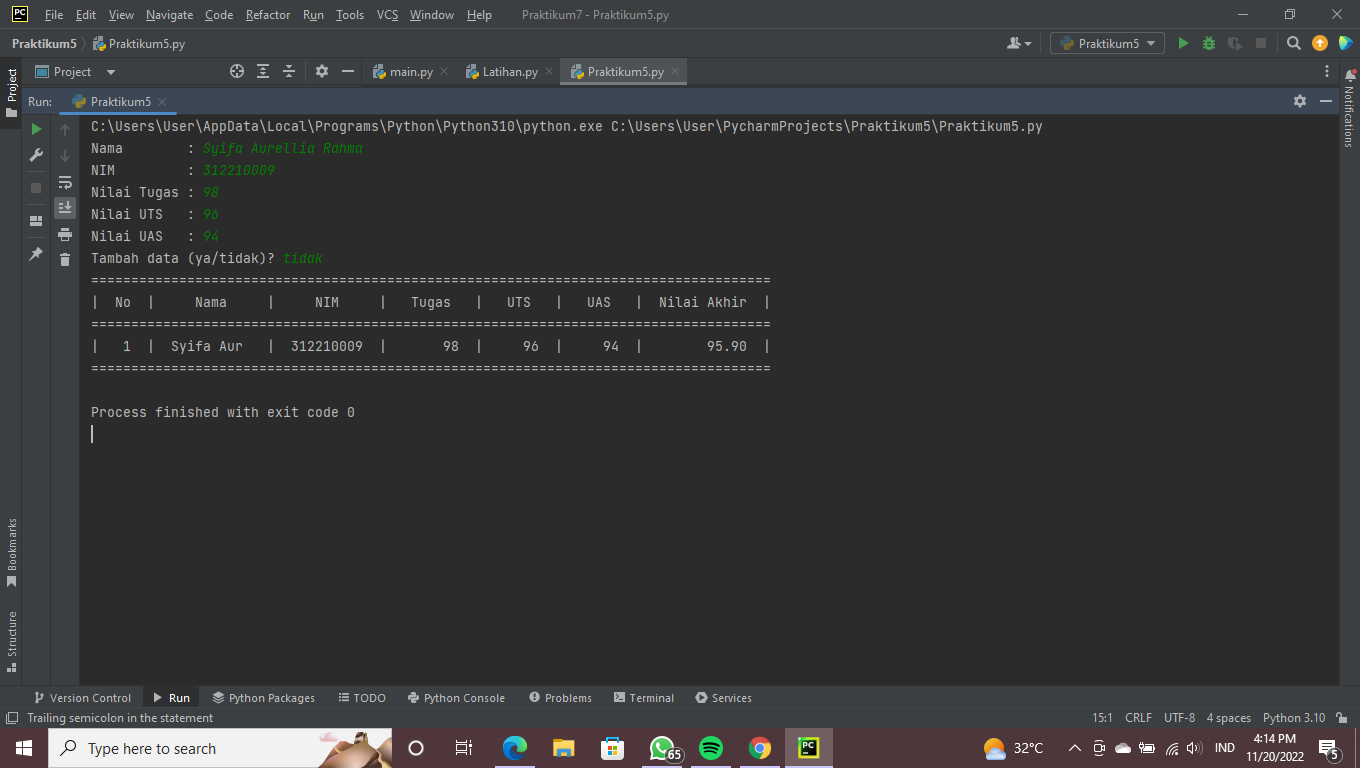 File Edit View Navigate Code Refactor Run Tools VCS Window Help Praktikum7 - Praktikum5.py
Praktikum5 Praktikum5.py Praktikum5
Project main.py Latihan.py Praktikum5.py
Project
Notifications
Run: Praktikum5
C:\Users\User\AppData\Local\Programs\Python\Python310\python.exe C:\Users\User\PycharmProjects\Praktikum5\Praktikum5.py
Nama        : Syifa Aurellia Rahma
NIM         : 312210009
Nilai Tugas : 98
Nilai UTS   : 96
Nilai UAS   : 94
Tambah data (ya/tidak)? tidak
=====================================================================================
|  No  |     Nama     |     NIM     |   Tugas   |   UTS   |   UAS   |  Nilai Akhir  |
=====================================================================================
|   1  |  Syifa Aur   |  312210009  |       98  |     96  |     94  |        95.90  |
=====================================================================================
Process finished with exit code 0
Bookmarks
Structure
Version Control Run Python Packages TODO Python Console Problems Terminal Services
Trailing semicolon in the statement 15:1 CRLF UTF-8 4 spaces Python 3.10
Type here to search 65 32°C IND 4:14 PM 5
11/20/2022